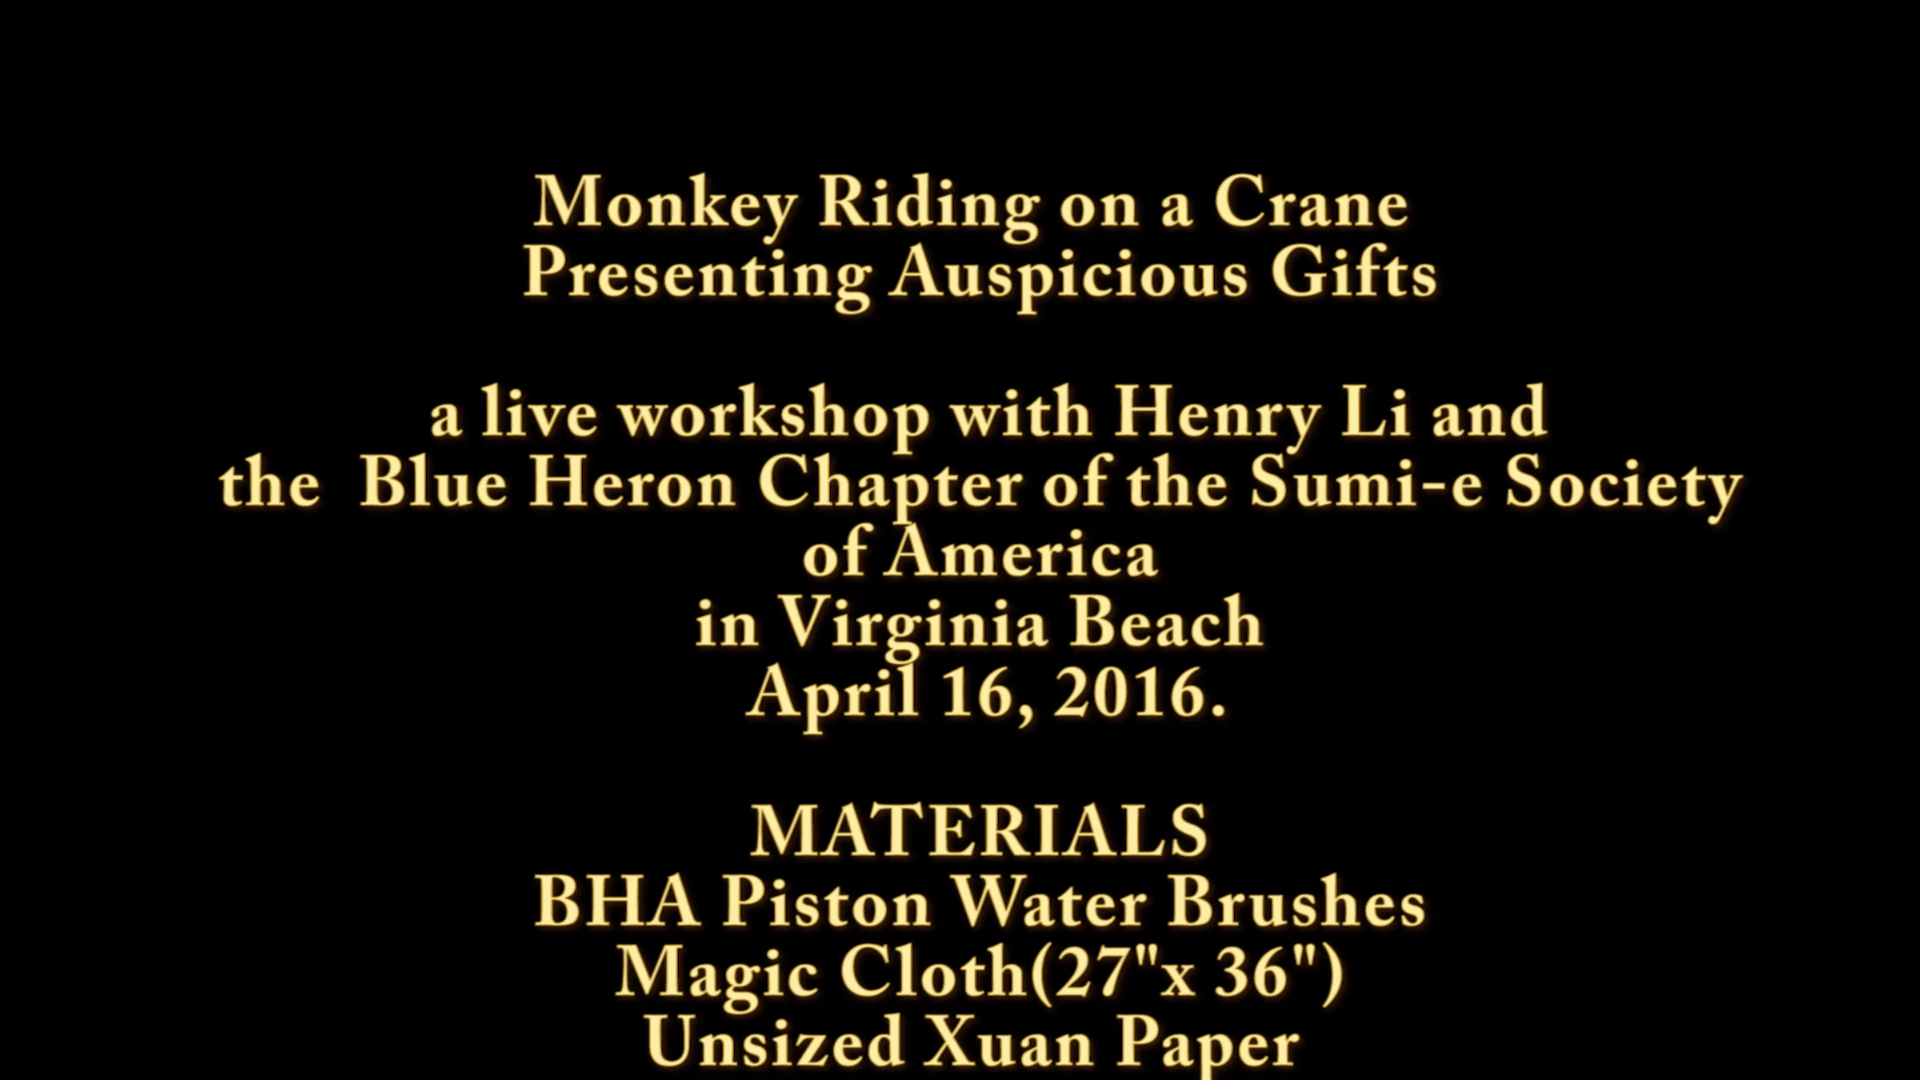 Monkey Riding on a Crane
Presenting Auspicious Gifts
a live workshop with Henry Li and
the  Blue Heron Chapter of the Sumi-e Society
of America
in Virginia Beach
April 16, 2016.
MATERIALS
BHA Piston Water Brushes
Magic Cloth(27"x 36")
Unsized Xuan Paper